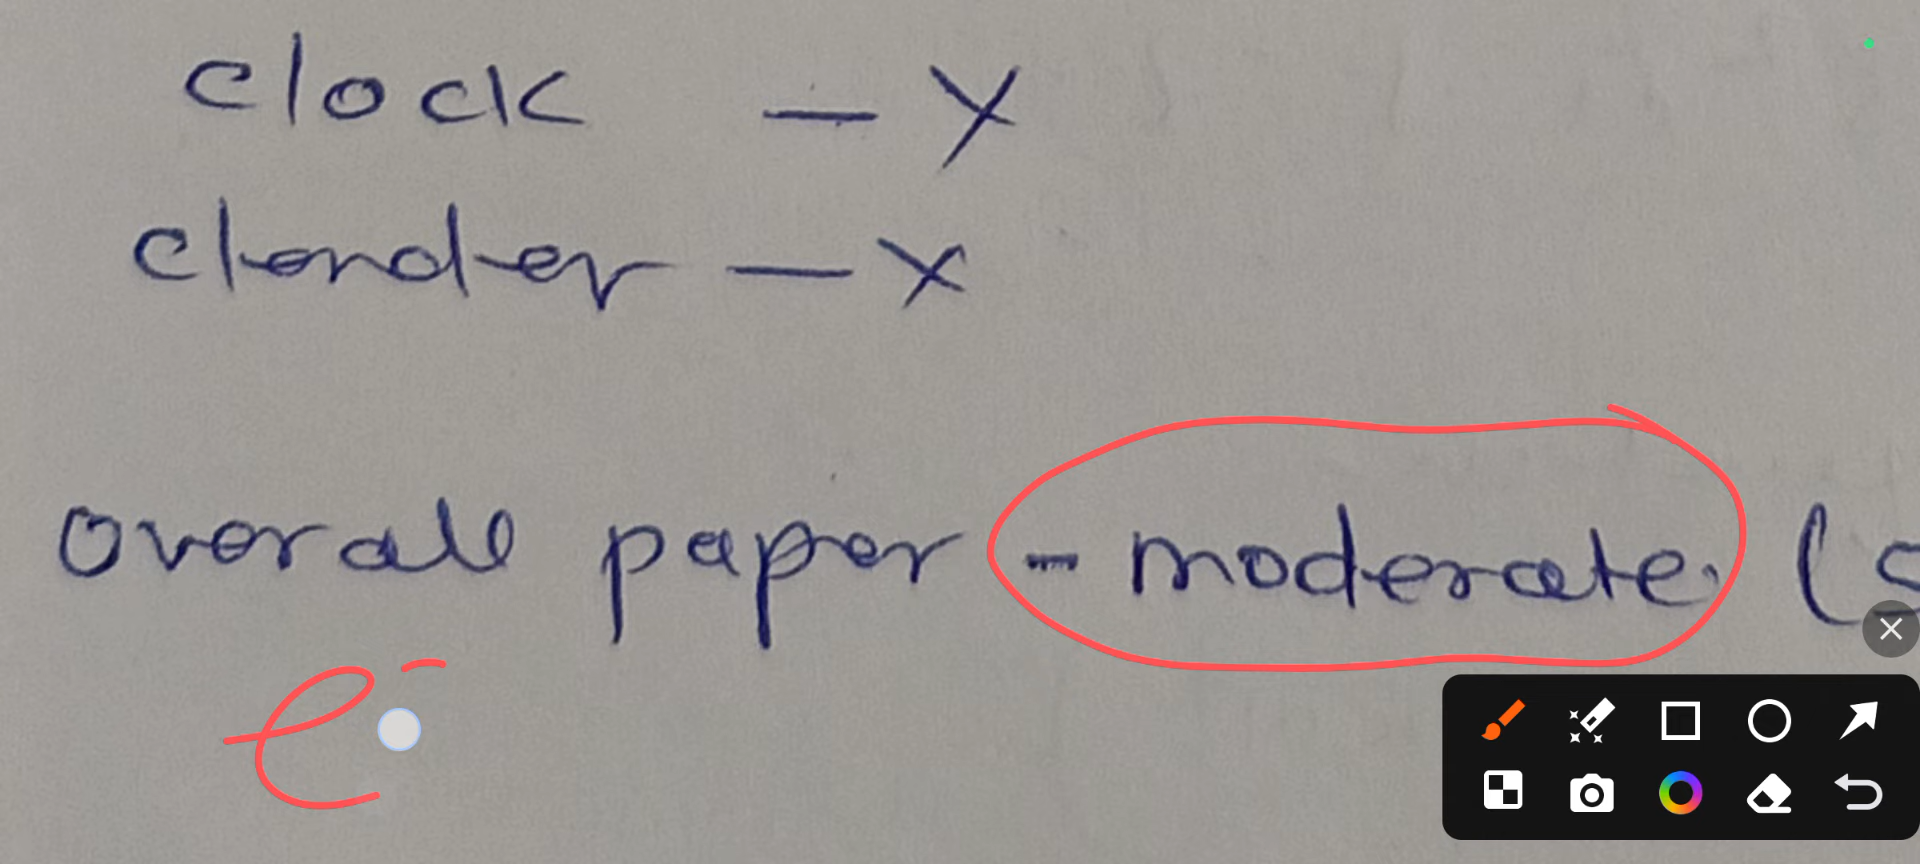 clock - Y
clender - X
overall paper - moderate. (
e